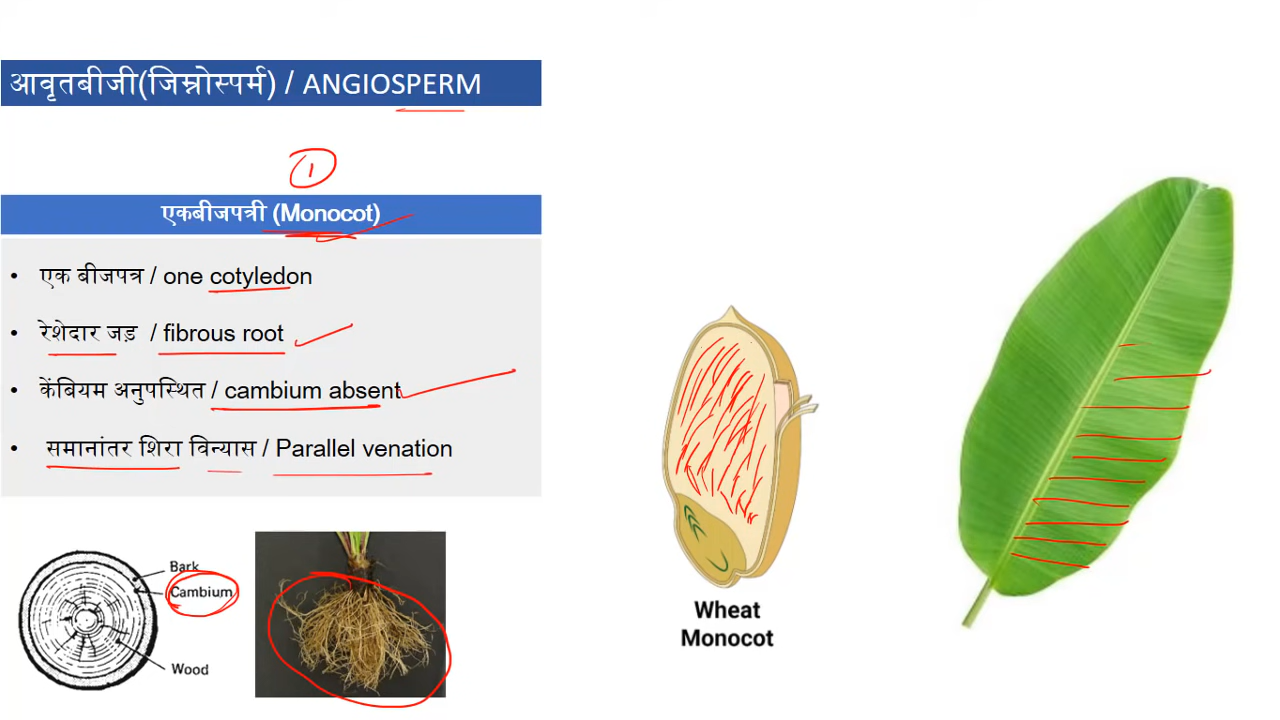 आवृतबीजी(जिम्नोस्पर्म) / ANGIOSPERM
1
एकबीजपत्री (Monocot)
• एक बीजपत्र / one cotyledon
• रेशेदार जड़ / fibrous root
• केंबियम अनुपस्थित / cambium absent
• समानांतर शिरा विन्यास / Parallel venation
Bark
Cambium
Wood
Wheat
Monocot